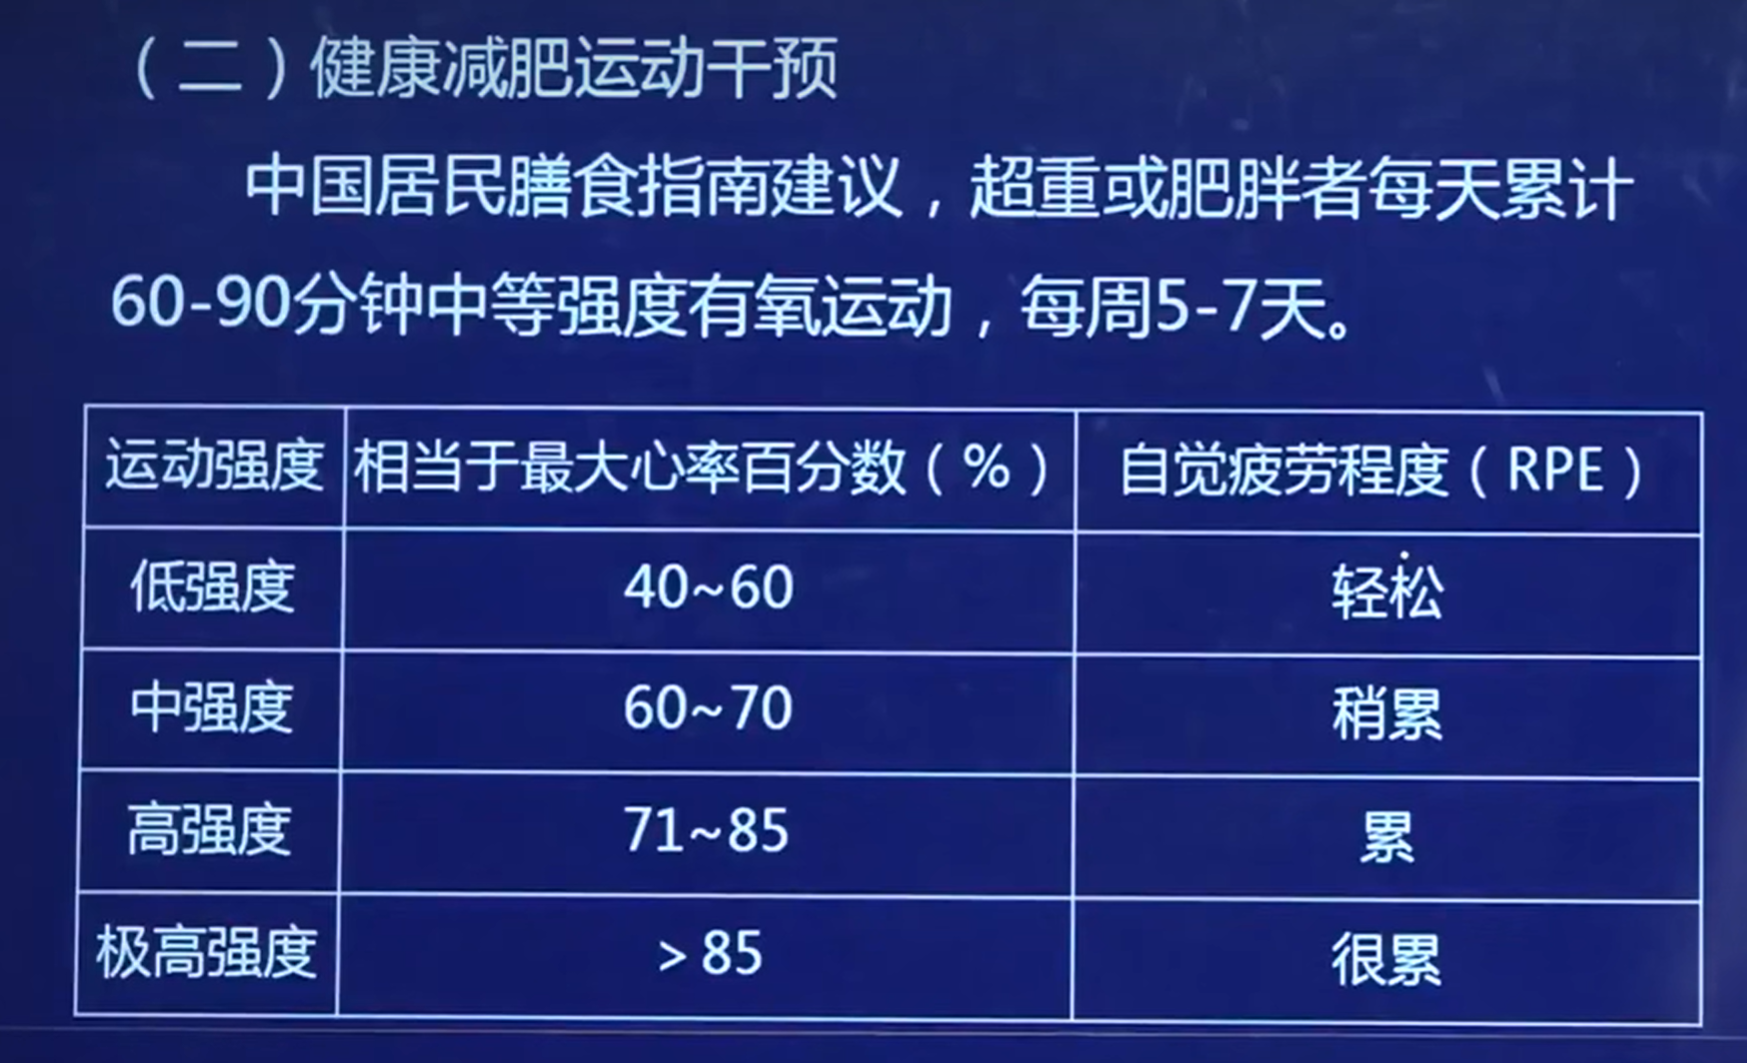 （二）健康减肥运动干预
中国居民膳食指南建议，超重或肥胖者每天累计
60-90分钟中等强度有氧运动，每周5-7天。
运动强度 相当于最大心率百分数（%） 自觉疲劳程度（RPE）
低强度 40~60 轻松
中强度 60~70 稍累
高强度 71~85 累
极高强度 >85 很累